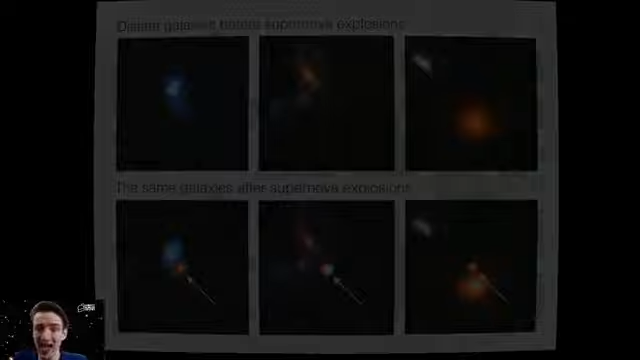 Distant galaxies before supernova explosions
The same galaxies after supernova explosions